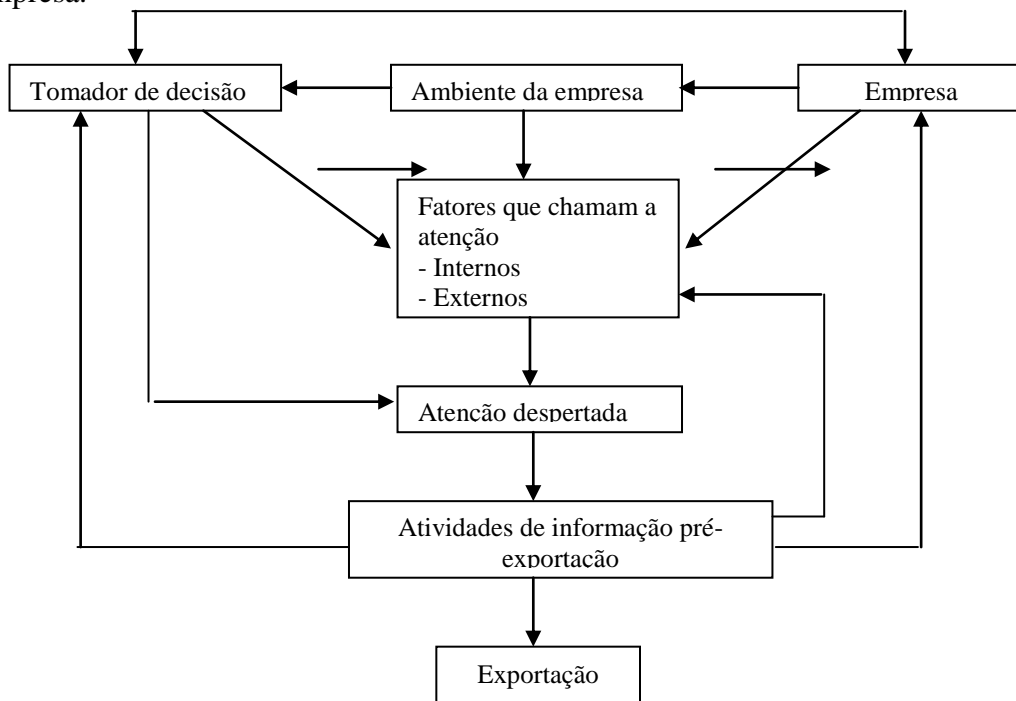 mpresa.
Tomador de decisão
Ambiente da empresa
Empresa
Fatores que chamam a
atenção
- Internos
- Externos
Atenção despertada
Atividades de informação pré-
exportação
Exportação